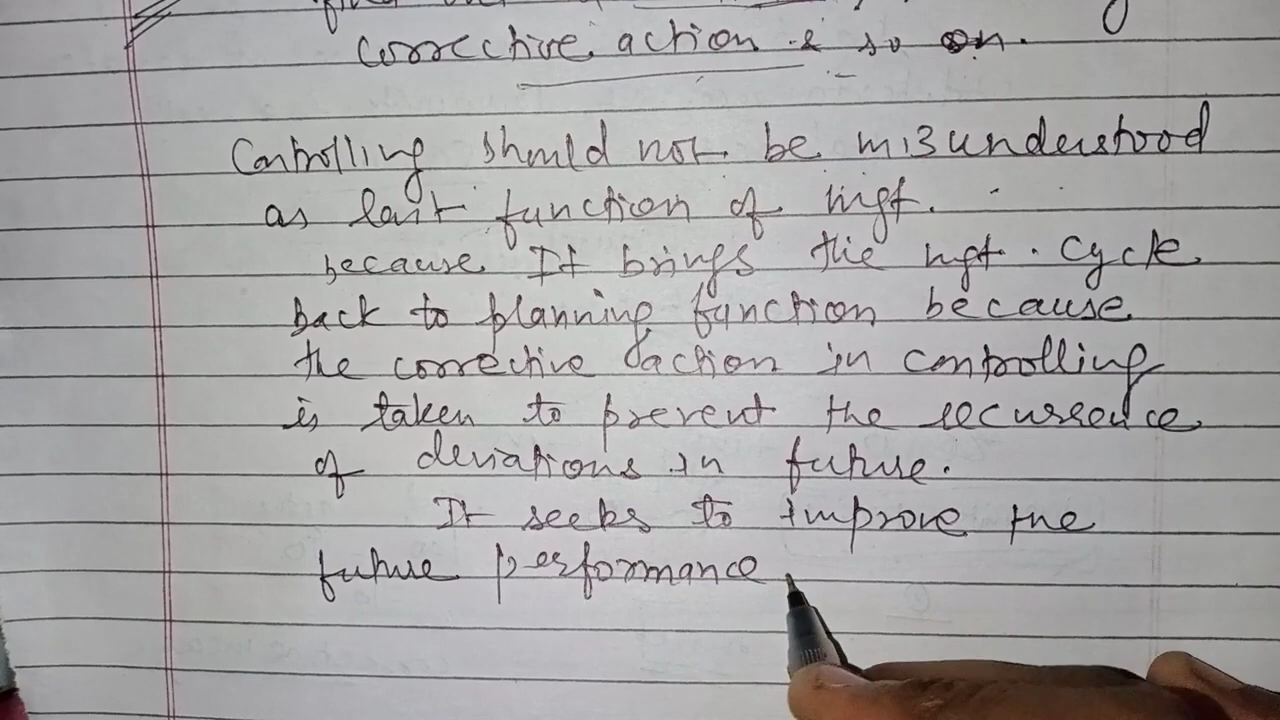 corrective action & so on.
Controlling should not be misunderstood
as last function of mgt.
because It brings the mgt. cycle
back to planning function because
the corrective action in controlling
is taken to prevent the recurrence
of deviations in future.
It seeks to improve the
future performance